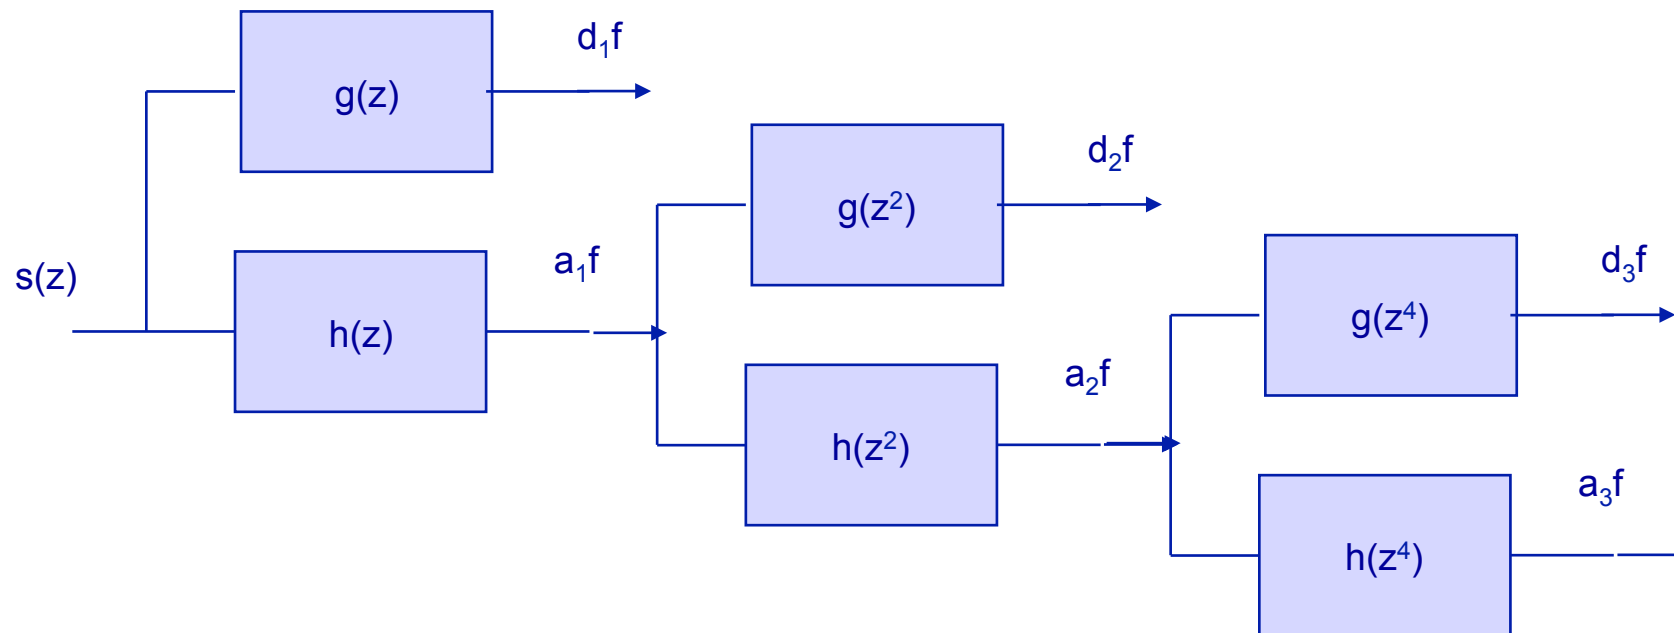 d₁f
g(z)
d₂f
g(z²)
s(z)
a₁f
h(z)
d₃f
g(z⁴)
a₂f
h(z²)
a₃f
h(z⁴)